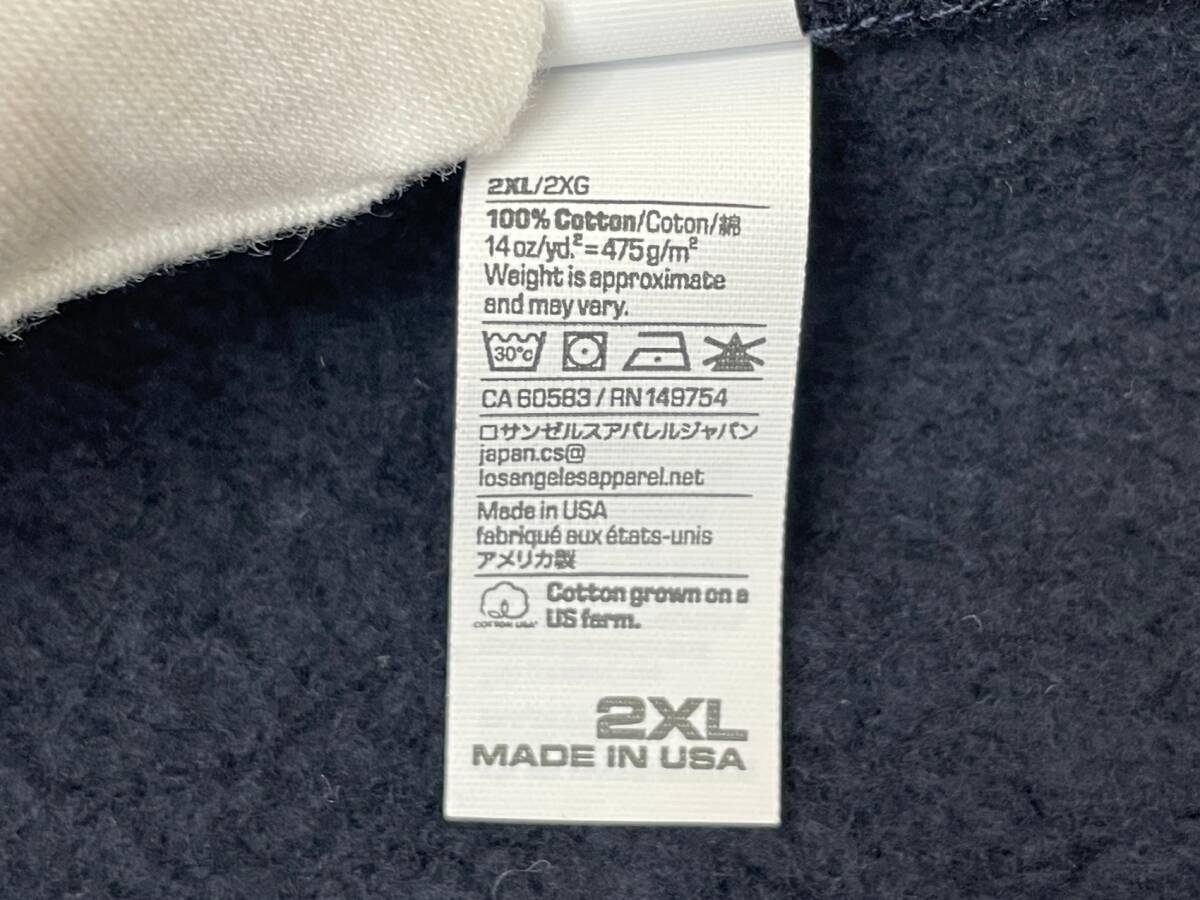 2XL/2XG
100% Cotton/Coton/綿
14 oz/yd.²=475g/m²
Weight is approximate
and may vary.
30°c
CA 60583 / RN 149754
ロサンゼルスアパレルジャパン
japan.cs@
losangelesapparel.net
Made in USA
fabriqué aux états-unis
アメリカ製
Cotton grown on a
US farm.
COTTON USA
2XL
MADE IN USA